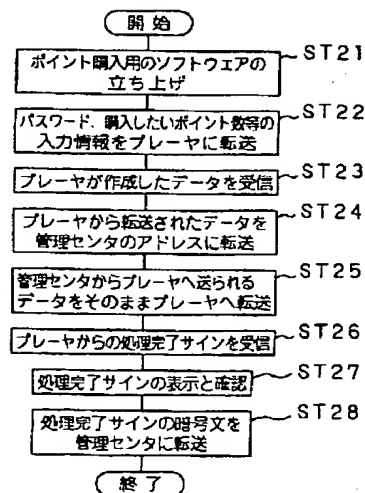 開始
ポイント購入用のソフトウェアの
立ち上げ
ST21
パスワード、購入したいポイント数等の
入力情報をプレーヤに転送
ST22
プレーヤが作成したデータを受信
ST23
プレーヤから転送されたデータを
管理センタのアドレスに転送
ST24
管理センタからプレーヤへ送られる
データをそのままプレーヤへ転送
ST25
プレーヤからの処理完了サインを受信
ST26
処理完了サインの表示と確認
ST27
処理完了サインの暗号文を
管理センタに転送
ST28
終了